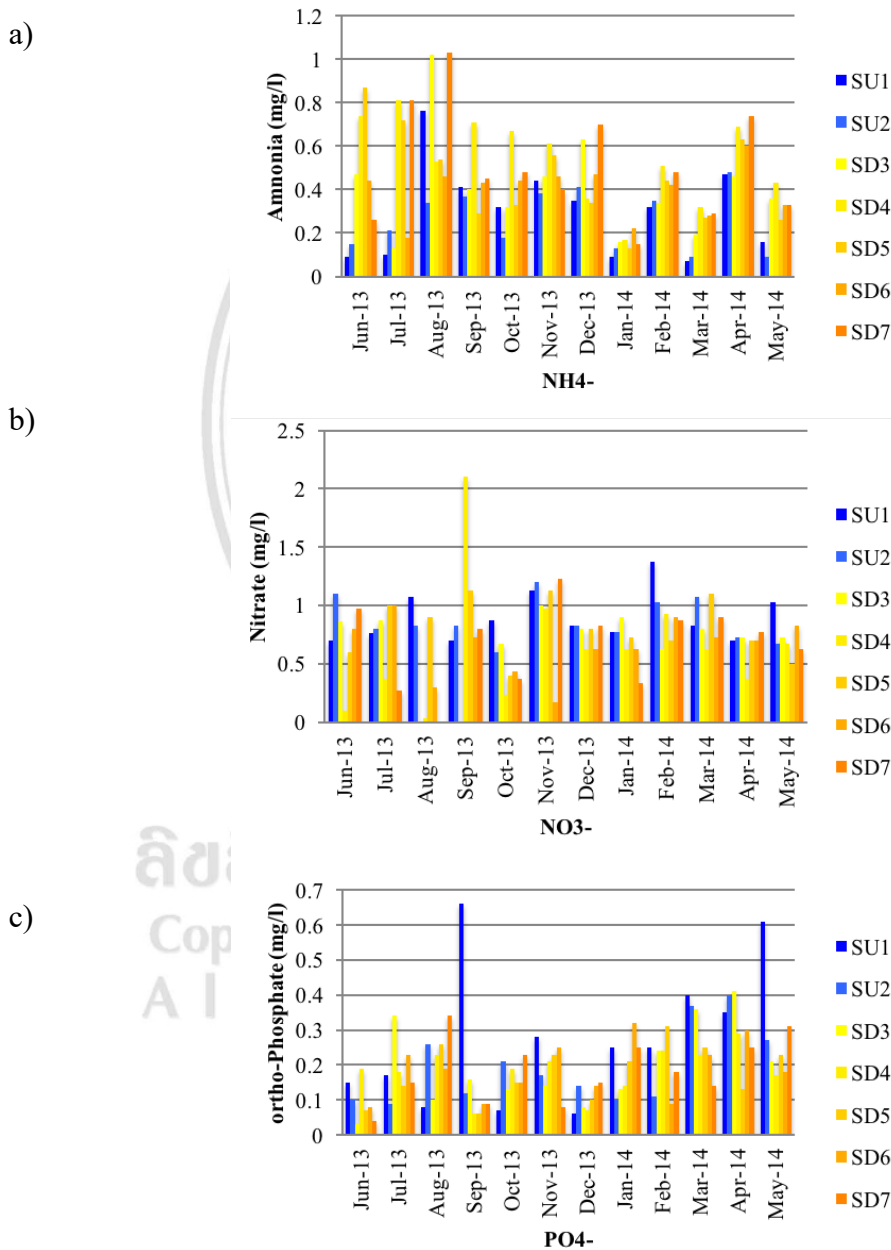 a)
1.2
1
0.8
0.6
0.4
0.2
0
Amnonia (mg/l)
Jun-13
Jul-13
Aug-13
Sep-13
Oct-13
Nov-13
Dec-13
Jan-14
Feb-14
Mar-14
Apr-14
May-14
NH4-
SU1
SU2
SD3
SD4
SD5
SD6
SD7
b)
2.5
2
1.5
1
0.5
0
Nitrate (mg/l)
Jun-13
Jul-13
Aug-13
Sep-13
Oct-13
Nov-13
Dec-13
Jan-14
Feb-14
Mar-14
Apr-14
May-14
NO3-
SU1
SU2
SD3
SD4
SD5
SD6
SD7
c)
0.7
0.6
0.5
0.4
0.3
0.2
0.1
0
ortho-Phosphate (mg/l)
Jun-13
Jul-13
Aug-13
Sep-13
Oct-13
Nov-13
Dec-13
Jan-14
Feb-14
Mar-14
Apr-14
May-14
PO4-
SU1
SU2
SD3
SD4
SD5
SD6
SD7
Cop
A l